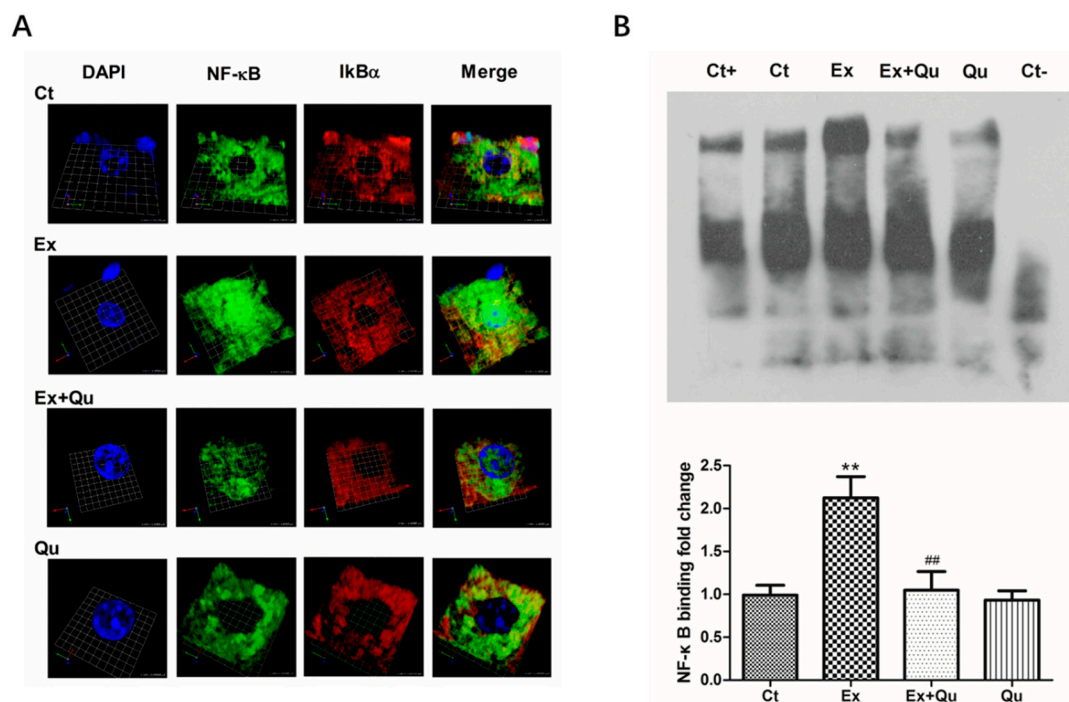 A
DAPI NF-κB IkBα Merge
Ct
Ex
Ex+Qu
Qu
B
Ct+ Ct Ex Ex+Qu Qu Ct-
NF-κ B binding fold change
2.5
2.0
1.5
1.0
0.5
0.0
**
##
Ct Ex Ex+Qu Qu